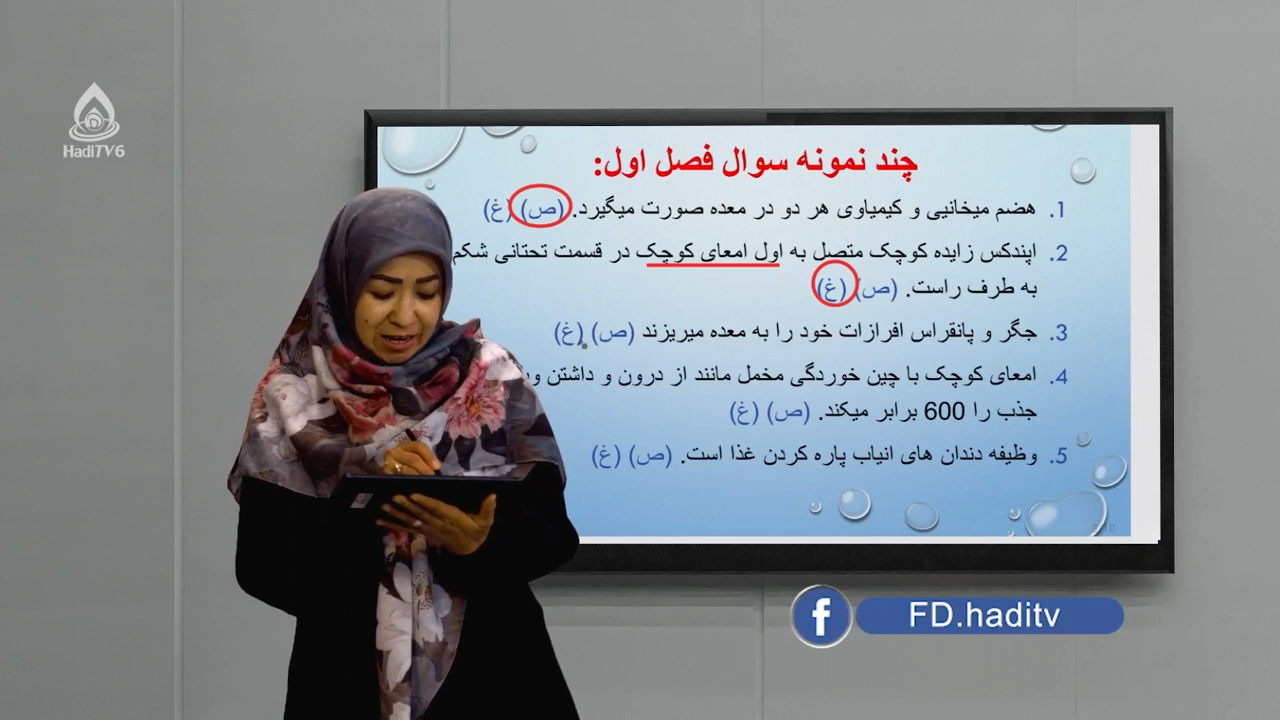 HadiTV6
چند نمونه سوال فصل اول:
1. هضم میخانیی و کیمیاوی هر دو در معده صورت میگیرد. (ص) (غ)
2. اپندکس زایده کوچک متصل به اول امعای کوچک در قسمت تحتانی شکم
به طرف راست. (ص) (غ)
3. جگر و پانقراس افرازات خود را به معده میریزند (ص) (غ)
4. امعای کوچک با چین خوردگی مخمل مانند از درون و داشتن
جذب را 600 برابر میکند. (ص) (غ)
5. وظیفه دندان های انیاب پاره کردن غذا است. (ص) (غ)
f FD.haditv